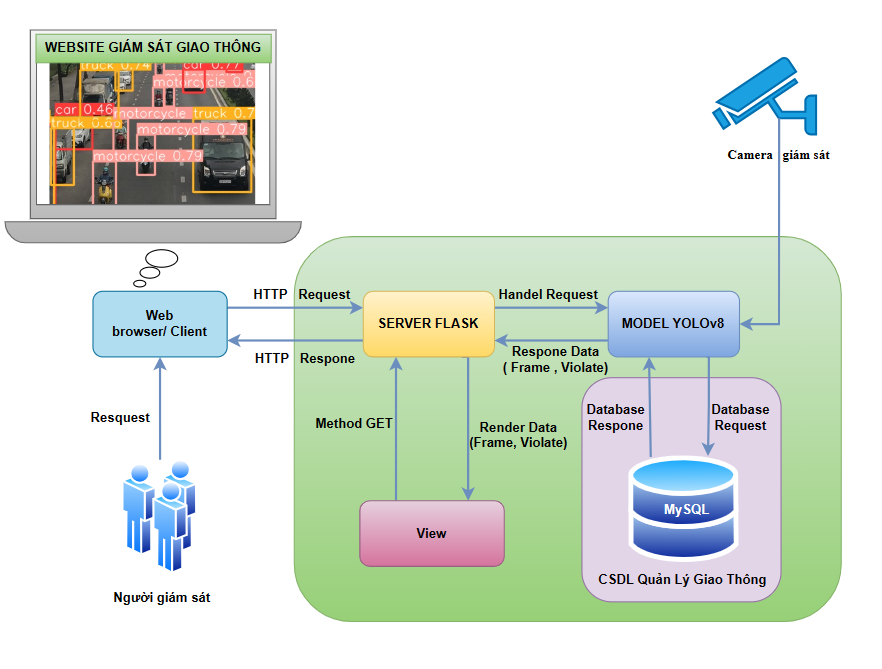 WEBSITE GIÁM SÁT GIAO THÔNG
truck 0.74
car 0.77
motorcycle 0.6
car 0.46
truck 0.66
motorcycle
truck 0.7
motorcycle 0.79
motorcycle 0.79
Camera giám sát
Web
browser/ Client
HTTP Request
SERVER FLASK
Handel Request
MODEL YOLOv8
HTTP Respone
Respone Data
( Frame , Violate)
Resquest
Method GET
Render Data
(Frame, Violate)
Database
Respone
Database
Request
View
MySQL
CSDL Quản Lý Giao Thông
Người giám sát